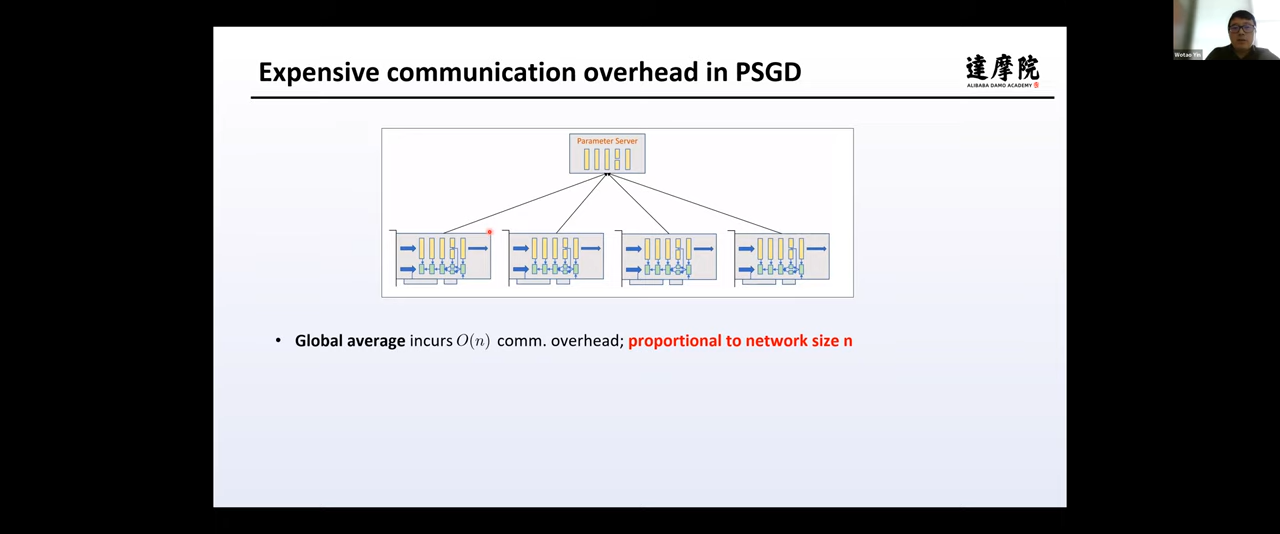 Expensive communication overhead in PSGD
達摩院
ALIBABA DAMO ACADEMY
Wotao Yin
Parameter Server
• Global average incurs O(n) comm. overhead; proportional to network size n